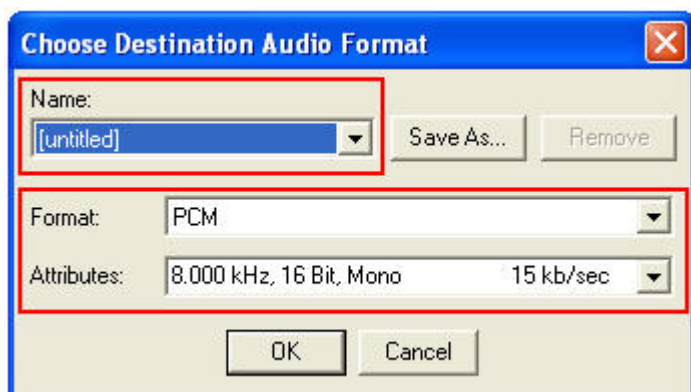 Choose Destination Audio Format
Name:
[untitled]
Save As...
Remove
Format:
PCM
Attributes:
8.000 kHz, 16 Bit, Mono 15 kb/sec
OK
Cancel